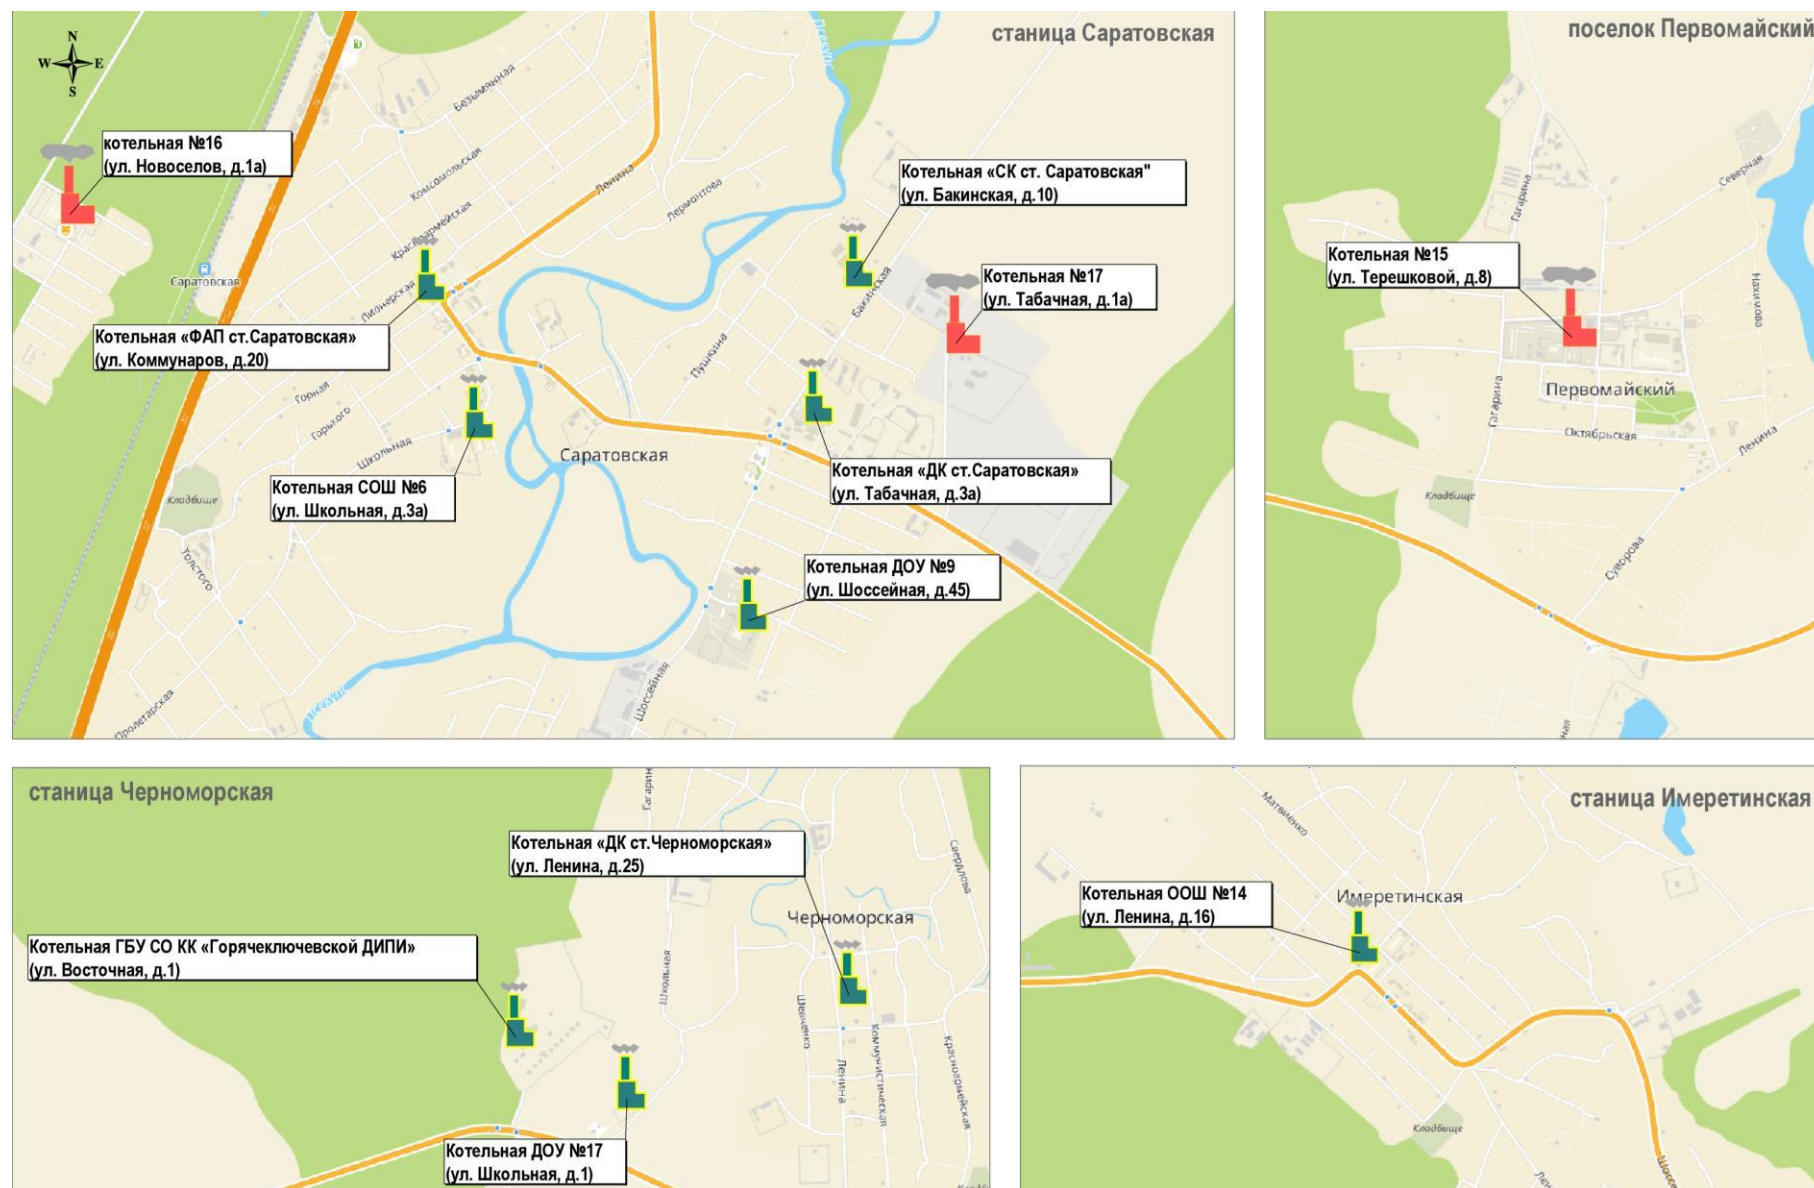 станица Саратовская
N
W E
S
Псекупс
Безымянная
котельная №16
(ул. Новоселов, д.1а)
Комсомольская
Ленина
Лермонтова
Красноармейская
Котельная «СК ст. Саратовская"
(ул. Бакинская, д.10)
Саратовская
Пионерская
Бакинская
Котельная №17
(ул. Табачная, д.1а)
Котельная «ФАП ст.Саратовская»
(ул. Коммунаров, д.20)
Пушкина
Горная
Горького
Школьная
Саратовская
Котельная «ДК ст.Саратовская»
(ул. Табачная, д.3а)
Котельная СОШ №6
(ул. Школьная, д.3а)
Кладбище
Толстого
Котельная ДОУ №9
(ул. Шоссейная, д.45)
Пролетарская
Псекупс
Шоссейная
поселок Первомайский
Северная
Гагарина
Котельная №15
(ул. Терешковой, д.8)
Нахимова
Первомайский
Гагарина
Октябрьская
Ленина
Кладбище
Суворова
станица Черноморская
Гагарин
Котельная «ДК ст.Черноморская»
(ул. Ленина, д.25)
Свердлова
Черноморская
Котельная ГБУ СО КК «Горячеключевской ДИПИ»
(ул. Восточная, д.1)
Школьная
Шевченко
Ленина
Коммунистическая
Красноармейская
Котельная ДОУ №17
(ул. Школьная, д.1)
станица Имеретинская
Матвиенко
Котельная ООШ №14
(ул. Ленина, д.16)
Имеретинская
Кладбище